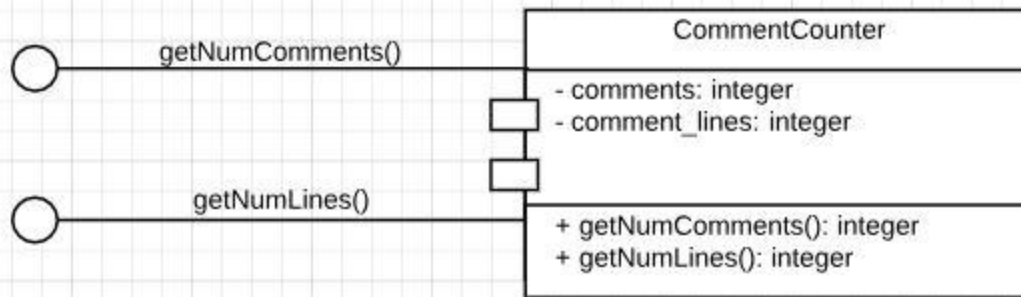 CommentCounter
getNumComments()
- comments: integer
- comment_lines: integer
getNumLines()
+ getNumComments(): integer
+ getNumLines(): integer